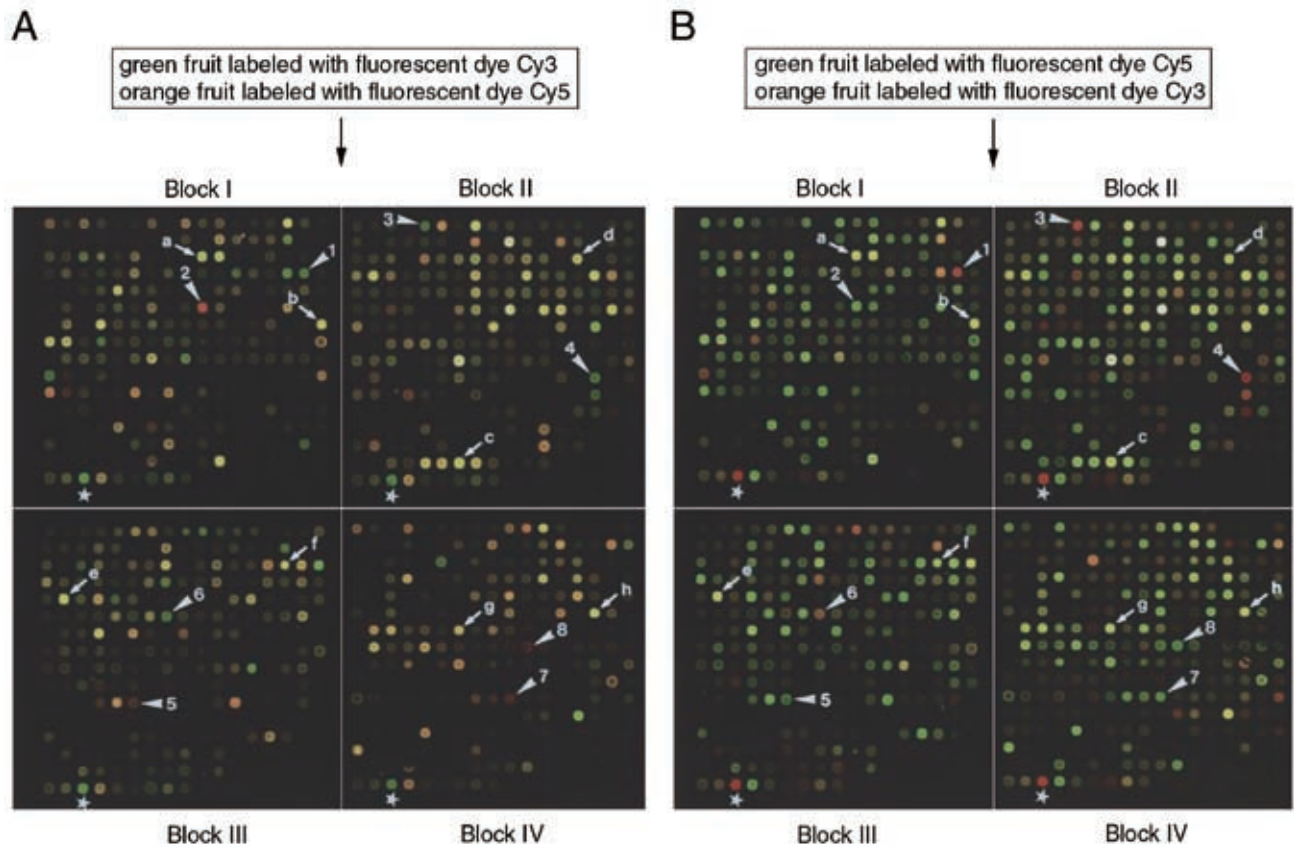 A
B
green fruit labeled with fluorescent dye Cy3
orange fruit labeled with fluorescent dye Cy5
green fruit labeled with fluorescent dye Cy5
orange fruit labeled with fluorescent dye Cy3
Block I
Block II
Block I
Block II
3
a
d
1
2
b
4
c
3
a
d
1
2
b
4
c
f
e
6
h
g
8
7
5
f
e
6
h
g
8
7
5
Block III
Block IV
Block III
Block IV